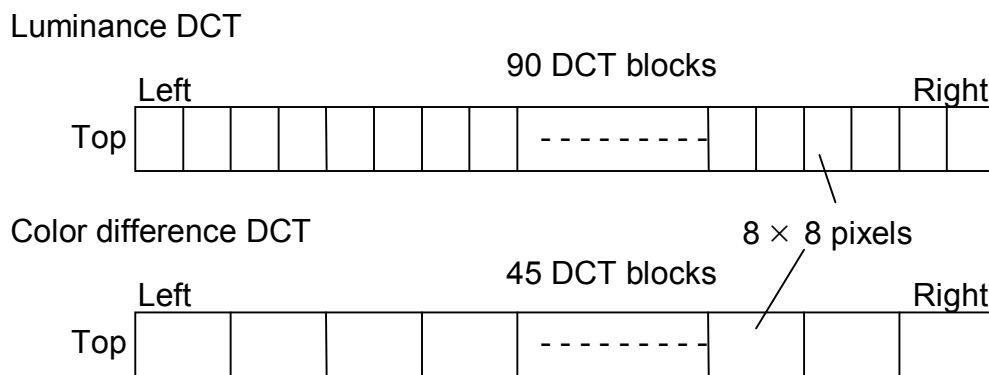 Luminance DCT
90 DCT blocks
Left Right
Top
Color difference DCT
8 × 8 pixels
45 DCT blocks
Left Right
Top